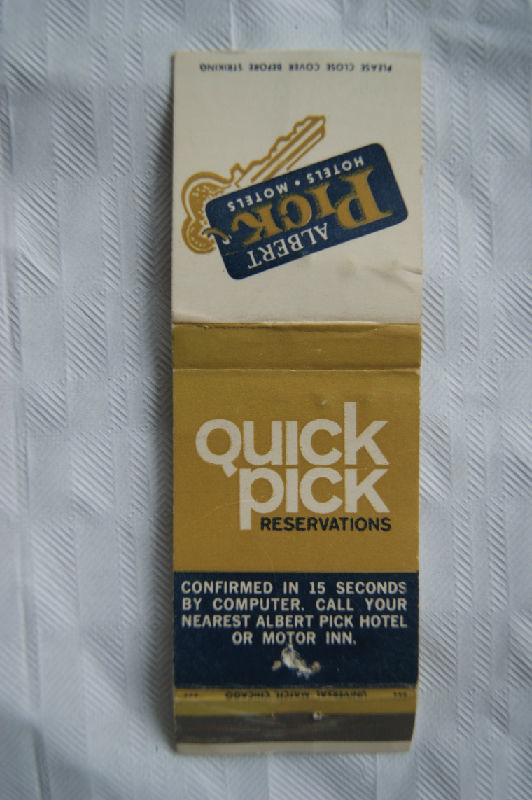 PLEASE CLOSE COVER BEFORE STRIKING
ALBERT
PICK
HOTELS • MOTELS
quick
pick
RESERVATIONS
CONFIRMED IN 15 SECONDS
BY COMPUTER. CALL YOUR
NEAREST ALBERT PICK HOTEL
OR MOTOR INN.
UNIVERSAL MATCH, CHICAGO